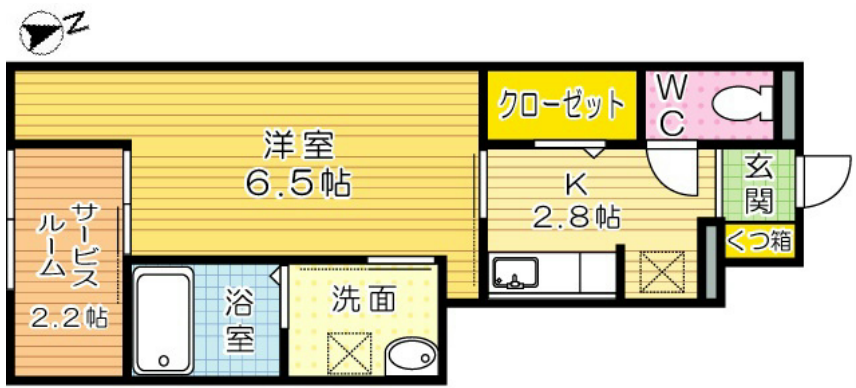 N
クローゼット
WC
洋室
6.5帖
K
2.8帖
玄関
くつ箱
サービス
ルーム
2.2帖
浴室
洗面